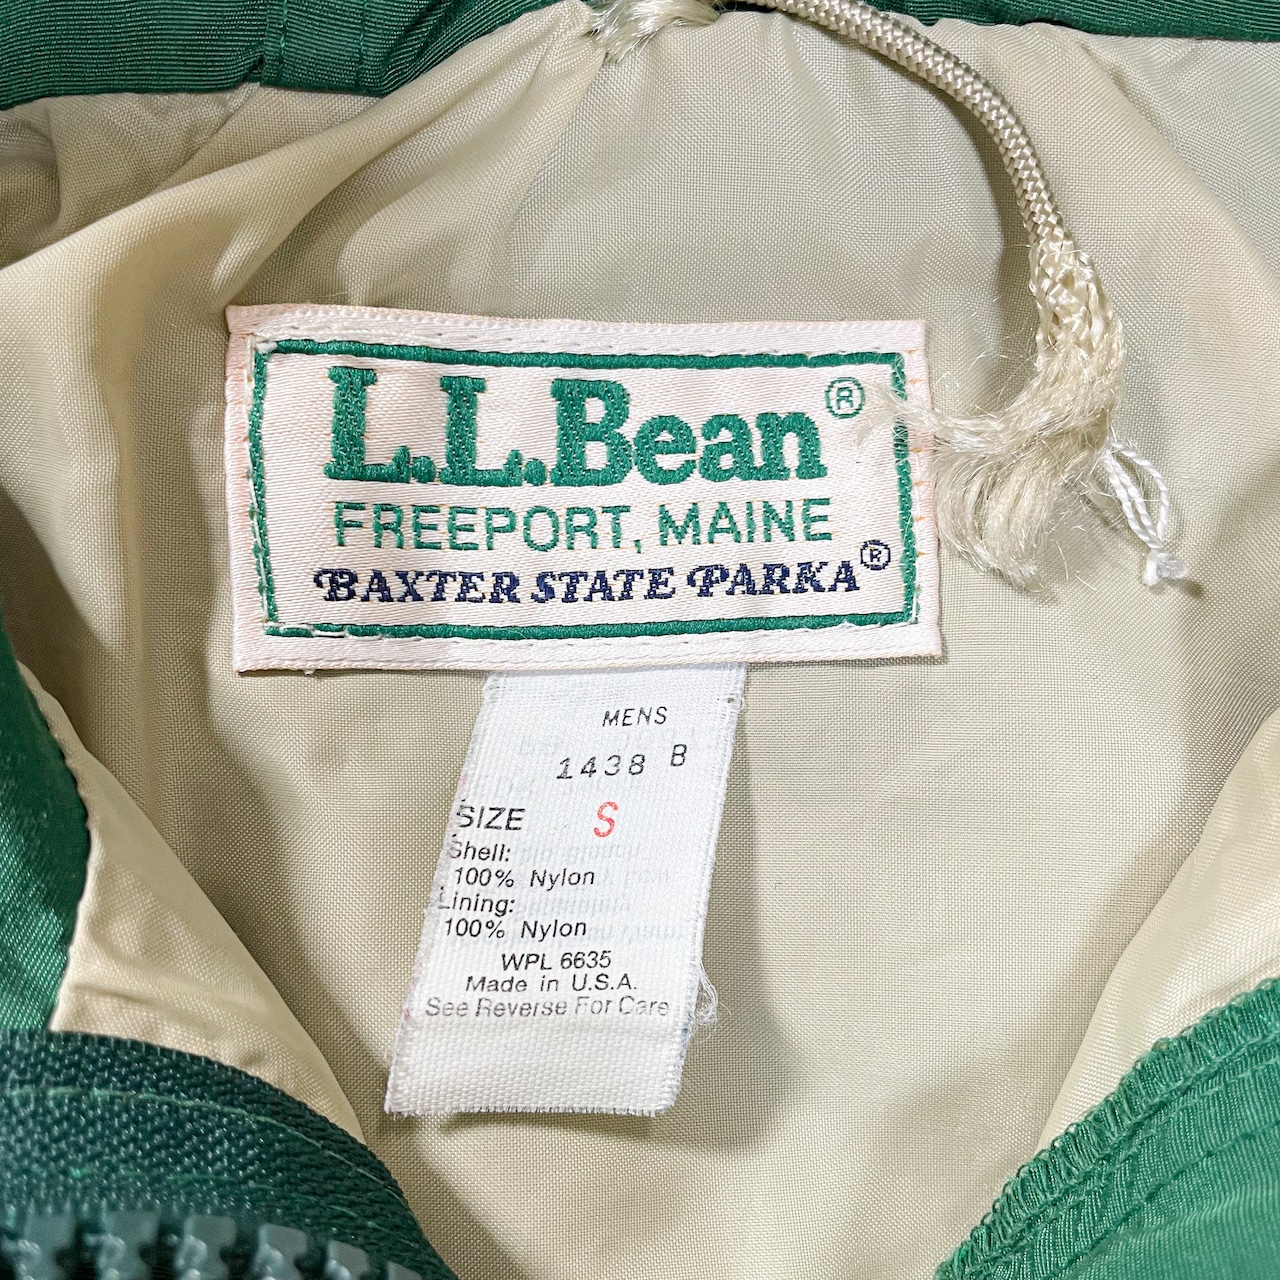 L.L.Bean®
FREEPORT, MAINE
BAXTER STATE PARKA®
MENS
1438 B
SIZE S
Shell:
100% Nylon
Lining:
100% Nylon
WPL 6635
Made in U.S.A.
See Reverse For Care